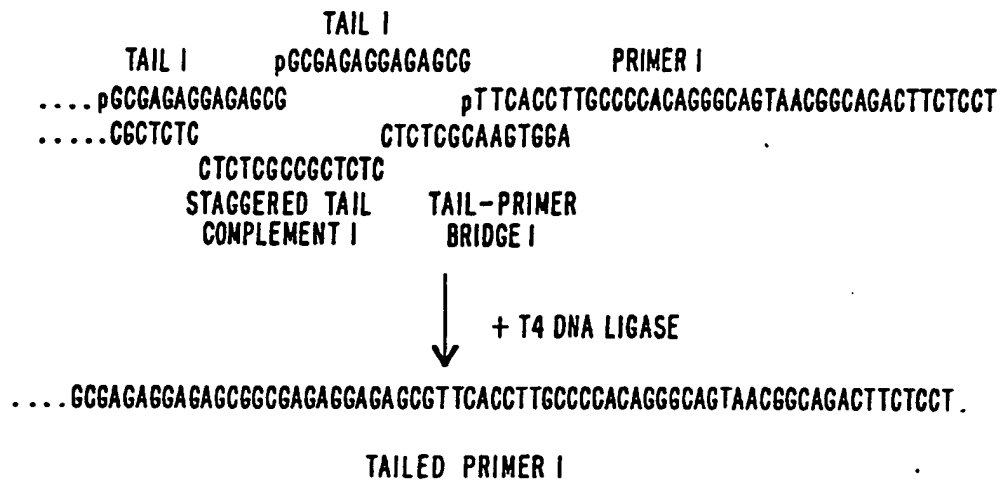 TAIL I
TAIL I pGCGAGAGGAGAGCG PRIMER I
....pGCGAGAGGAGAGCG pTTCACCTTGCCCCACAGGGCAGTAACGGCAGACTTCTCCT
.....CGCTCTC CTCTCGCAAGTGGA
CTCTCGCCGCTCTC
STAGGERED TAIL TAIL-PRIMER
COMPLEMENT I BRIDGE I
+ T4 DNA LIGASE
....GCGAGAGGAGAGCGGCGAGAGGAGAGCGTTCACCTTGCCCCACAGGGCAGTAACGGCAGACTTCTCCT.
TAILED PRIMER I